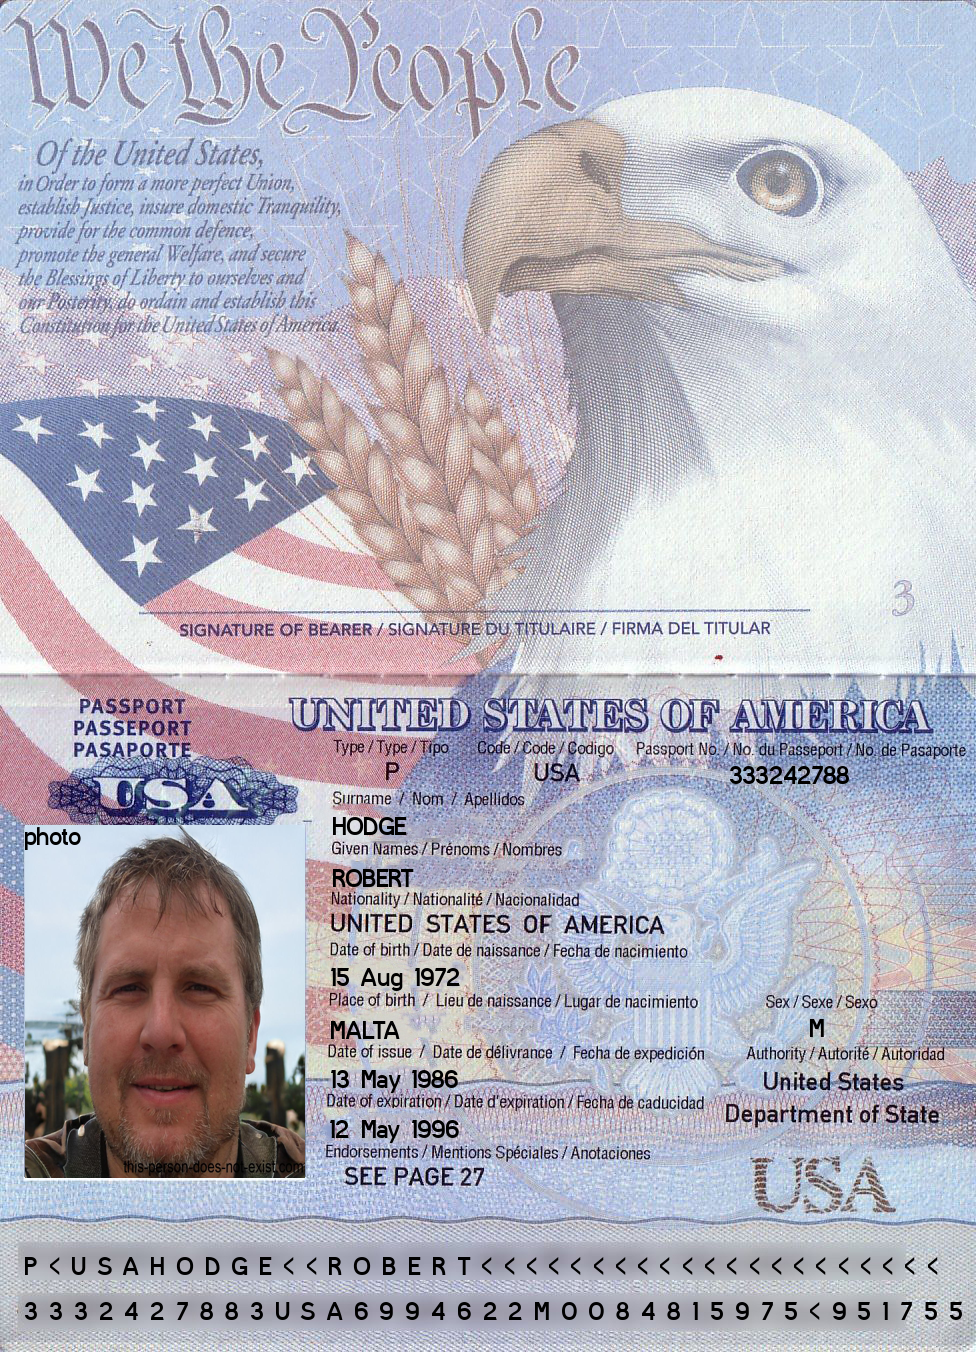 We the People
Of the United States,
in Order to form a more perfect Union,
establish Justice, insure domestic Tranquility,
provide for the common defence,
promote the general Welfare, and secure
the Blessings of Liberty to ourselves and
our Posterity, do ordain and establish this
Constitution for the United States of America.
3
SIGNATURE OF BEARER / SIGNATURE DU TITULAIRE / FIRMA DEL TITULAR
PASSPORT
PASSEPORT
PASAPORTE
USA
UNITED STATES OF AMERICA
Type / Type / Tipo Code / Code / Codigo Passport No. / No. du Passeport / No. de Pasaporte
P USA 333242788
Surname / Nom / Apellidos
HODGE
Given Names / Prénoms / Nombres
ROBERT
Nationality / Nationalité / Nacionalidad
UNITED STATES OF AMERICA
Date of birth / Date de naissance / Fecha de nacimiento
15 Aug 1972
Place of birth / Lieu de naissance / Lugar de nacimiento Sex / Sexe / Sexo
MALTA M
Date of issue / Date de délivrance / Fecha de expedición Authority / Autorité / Autoridad
13 May 1986 United States
Date of expiration / Date d'expiration / Fecha de caducidad Department of State
12 May 1996
Endorsements / Mentions Spéciales / Anotaciones
SEE PAGE 27
USA
photo
this-person-does-not-exist.com
P<USAHODGE<<ROBERT<<<<<<<<<<<<<<<<<<<<<
3332427883USA6994622M0084815975<951755